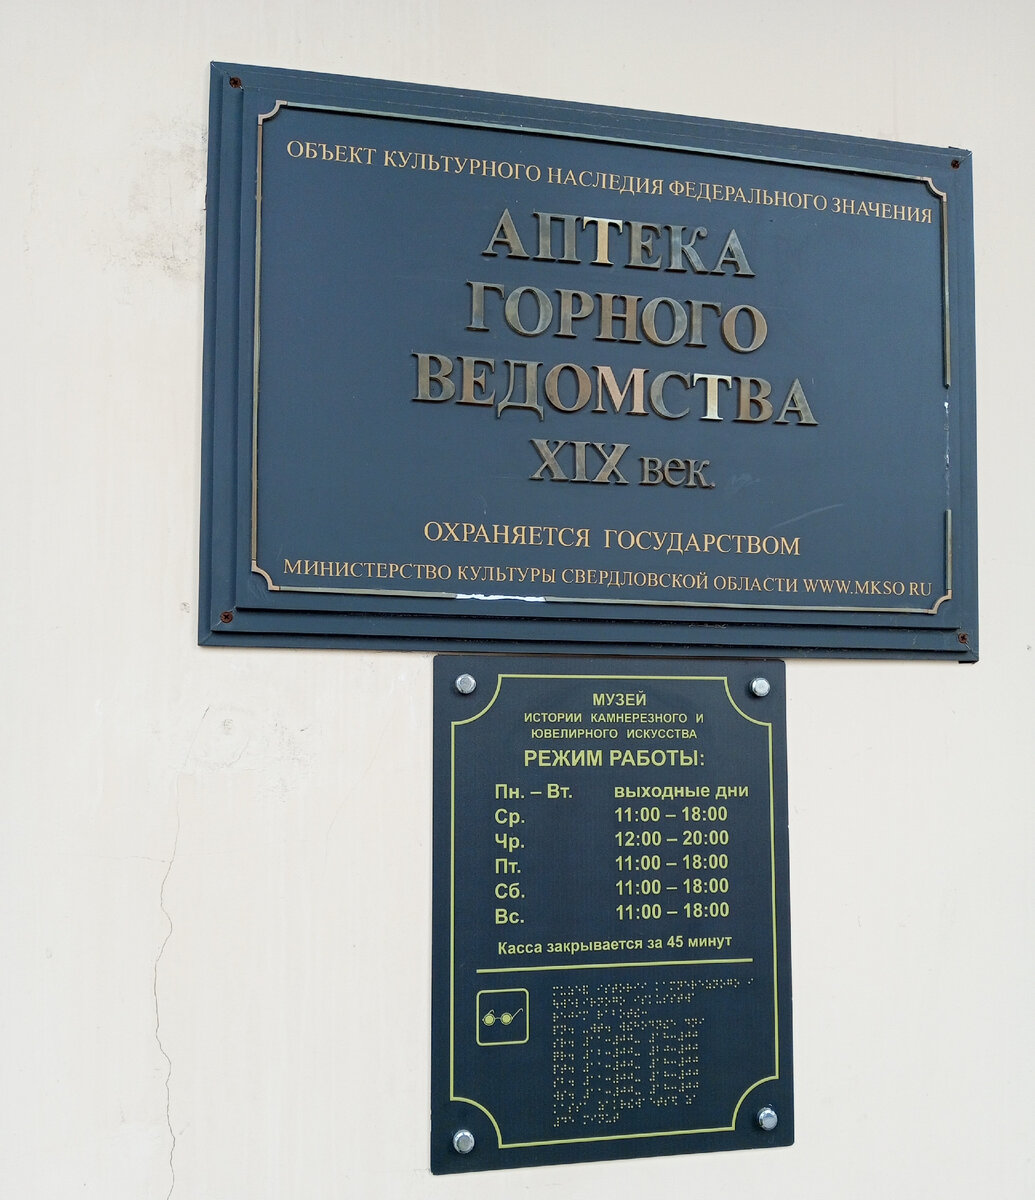 ОБЪЕКТ КУЛЬТУРНОГО НАСЛЕДИЯ ФЕДЕРАЛЬНОГО ЗНАЧЕНИЯ
АПТЕКА
ГОРНОГО
ВЕДОМСТВА
XIX век.
ОХРАНЯЕТСЯ ГОСУДАРСТВОМ
МИНИСТЕРСТВО КУЛЬТУРЫ СВЕРДЛОВСКОЙ ОБЛАСТИ WWW.MKSO RU
МУЗЕЙ
ИСТОРИИ КАМНЕРЕЗНОГО И
ЮВЕЛИРНОГО ИСКУССТВА
РЕЖИМ РАБОТЫ:
Пн. – Вт. выходные дни
Ср. 11:00 – 18:00
Чр. 12:00 – 20:00
Пт. 11:00 – 18:00
Сб. 11:00 – 18:00
Вс. 11:00 – 18:00
Касса закрывается за 45 минут